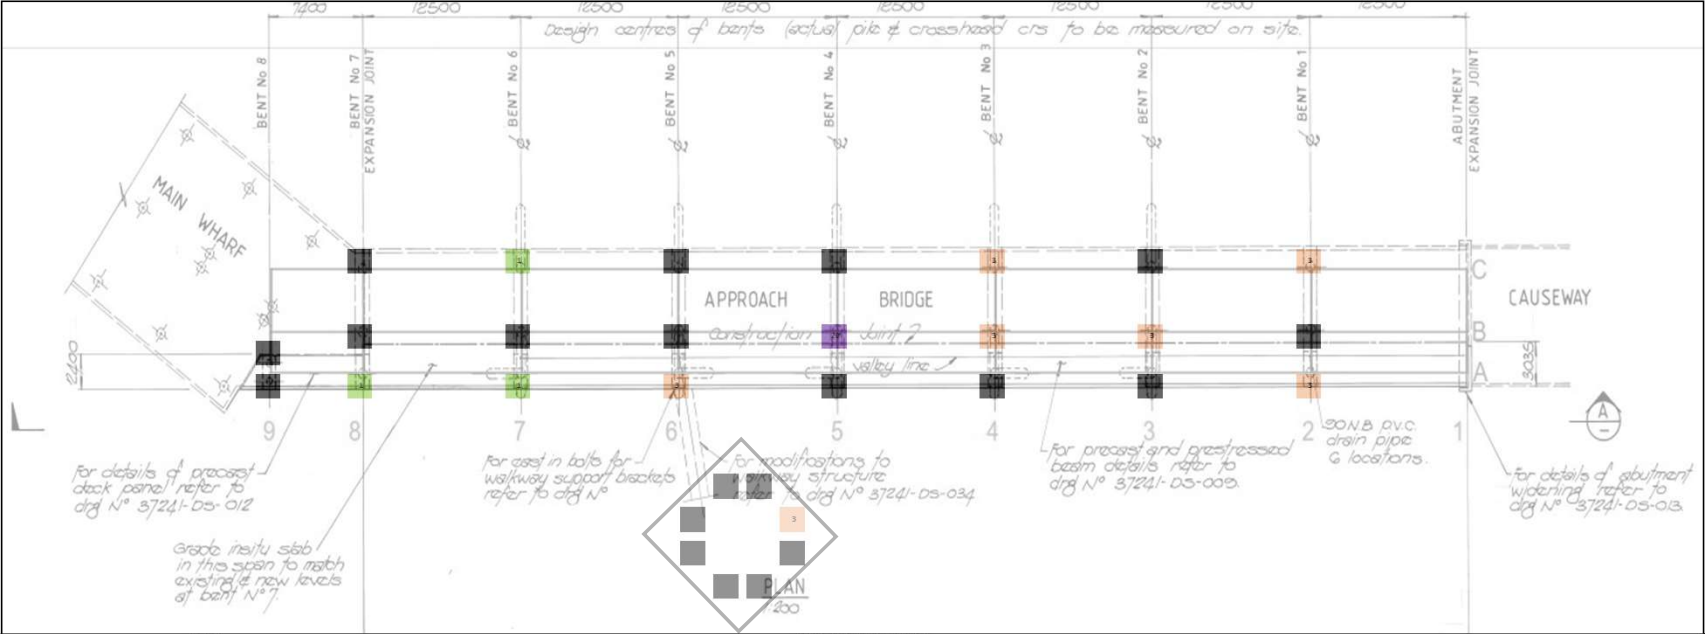 7400 12500 12500 12500 12500 12500 12500 12500
Design centres of bents (actual pile & crosshead crs to be measured on site.
BENT No 8
BENT No 7
EXPANSION JOINT
BENT No 6
BENT No 5
BENT No 4
BENT No 3
BENT No 2
BENT No 1
ABUTMENT
EXPANSION JOINT
MAIN WHARF
APPROACH BRIDGE
CAUSEWAY
Construction Joint
valley line
C
B
A
2400
3035
9 8 7 6 5 4 3 2 1
A
90N.B p.v.c.
drain pipe
6 locations.
For details of precast
deck panel refer to
drg Nº 37241-DS-012
For cast in bolts for
walkway support brackets
refer to drg Nº
For modifications to
walkway structure
refer to drg Nº 37241-DS-034
For precast and prestressed
beam details refer to
drg Nº 37241-DS-009.
For details of abutment
widening refer to
drg Nº 37241-DS-013.
Grade insitu slab
in this span to match
existing & new levels
at bent Nº 7.
3
PLAN
1:200